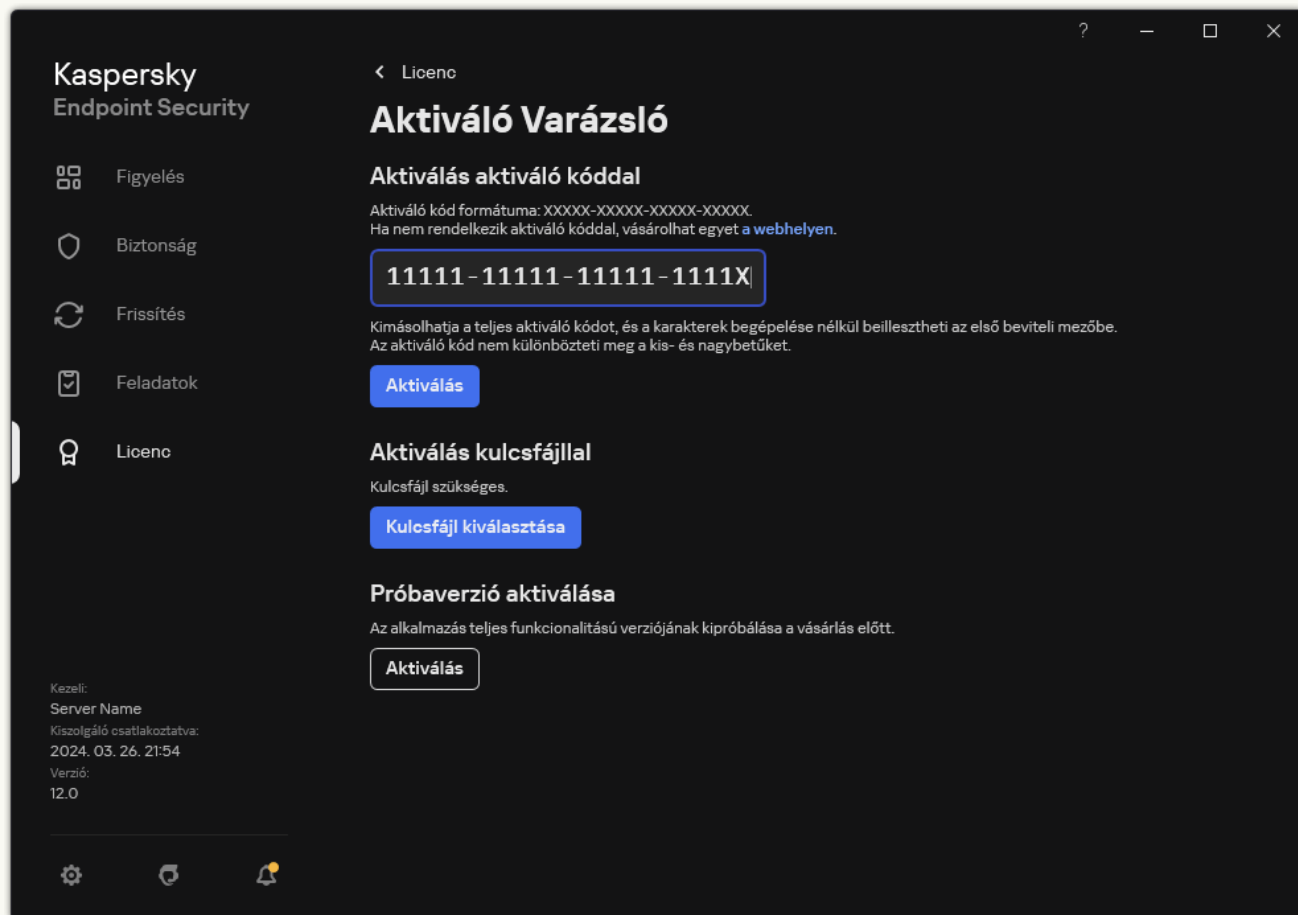 ?
Kaspersky
Endpoint Security
Figyelés
Biztonság
Frissítés
Feladatok
Licenc
Kezeli:
Server Name
Kiszolgáló csatlakoztatva:
2024. 03. 26. 21:54
Verzió:
12.0
Licenc
Aktiváló Varázsló
Aktiválás aktiváló kóddal
Aktiváló kód formátuma: XXXXX-XXXXX-XXXXX-XXXXX.
Ha nem rendelkezik aktiváló kóddal, vásárolhat egyet a webhelyen.
11111-11111-11111-1111X
Kimásolhatja a teljes aktiváló kódot, és a karakterek begépelése nélkül beillesztheti az első beviteli mezőbe.
Az aktiváló kód nem különbözteti meg a kis- és nagybetűket.
Aktiválás
Aktiválás kulcsfájllal
Kulcsfájl szükséges.
Kulcsfájl kiválasztása
Próbaverzió aktiválása
Az alkalmazás teljes funkcionalitású verziójának kipróbálása a vásárlás előtt.
Aktiválás